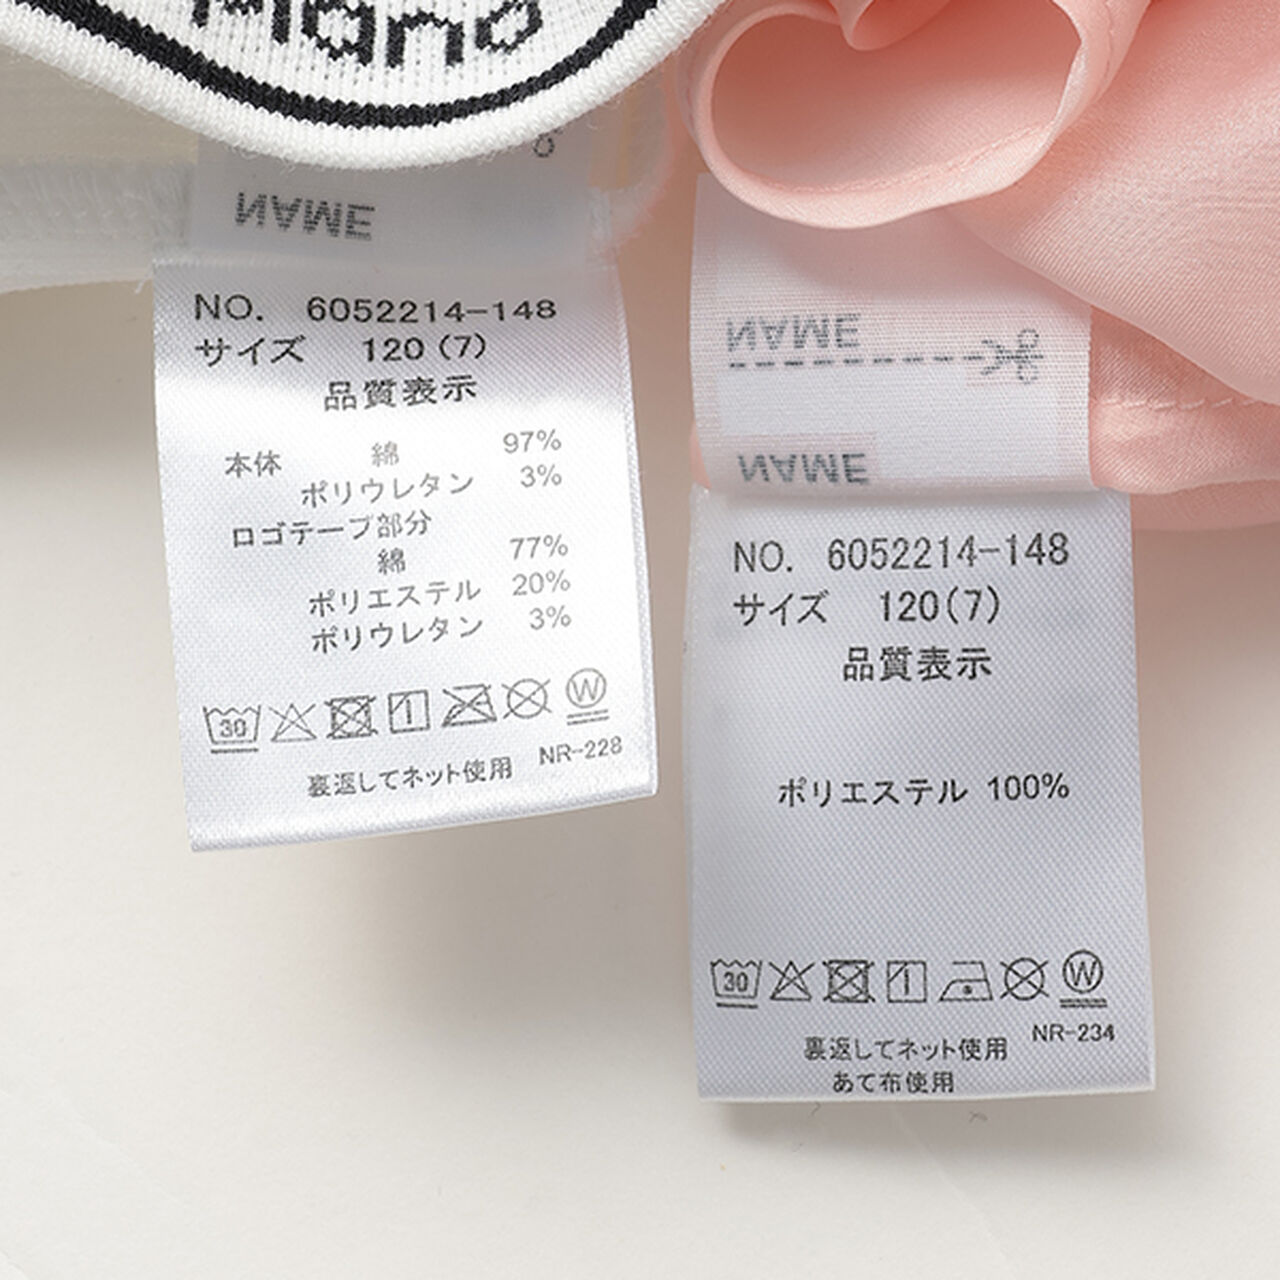 Mano
NAME
NO. 6052214-148
サイズ 120(7)
品質表示
本体 綿 97%
ポリウレタン 3%
ロゴテープ部分
綿 77%
ポリエステル 20%
ポリウレタン 3%
30 W
裏返してネット使用 NR-228
NAME
NAME
NO. 6052214-148
サイズ 120(7)
品質表示
ポリエステル 100%
30 W
裏返してネット使用 NR-234
あて布使用